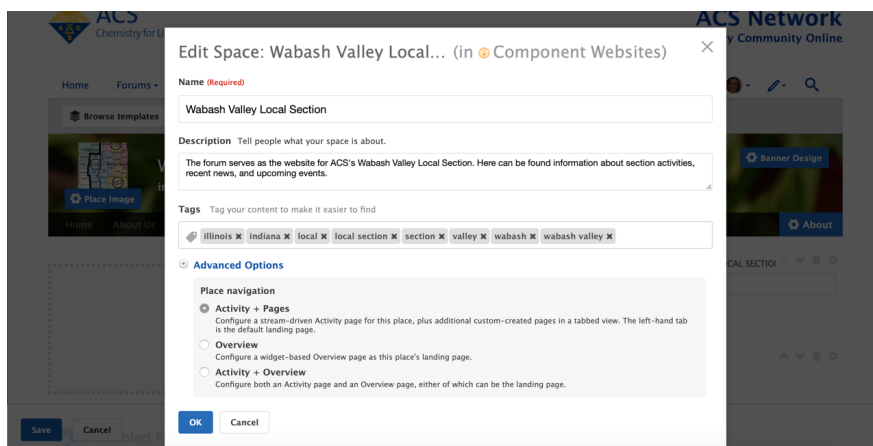 ACS
Chemistry for Li
ACS Network
y Community Online
Edit Space: Wabash Valley Local... (in Component Websites)
Name (Required)
Home Forums
Wabash Valley Local Section
Browse templates
Description Tell people what your space is about.
The forum serves as the website for ACS's Wabash Valley Local Section. Here can be found information about section activities,
recent news, and upcoming events.
Banner Design
W
in
Place Image
Tags Tag your content to make it easier to find
Home About Us
About
illinois x indiana x local x local section x section x valley x wabash x wabash valley x
Advanced Options
CAL SECTIO
Place navigation
Activity + Pages
Configure a stream-driven Activity page for this place, plus additional custom-created pages in a tabbed view. The left-hand tab
is the default landing page.
Overview
Configure a widget-based Overview page as this place's landing page.
Activity + Overview
Configure both an Activity page and an Overview page, either of which can be the landing page.
OK Cancel
Save Cancel